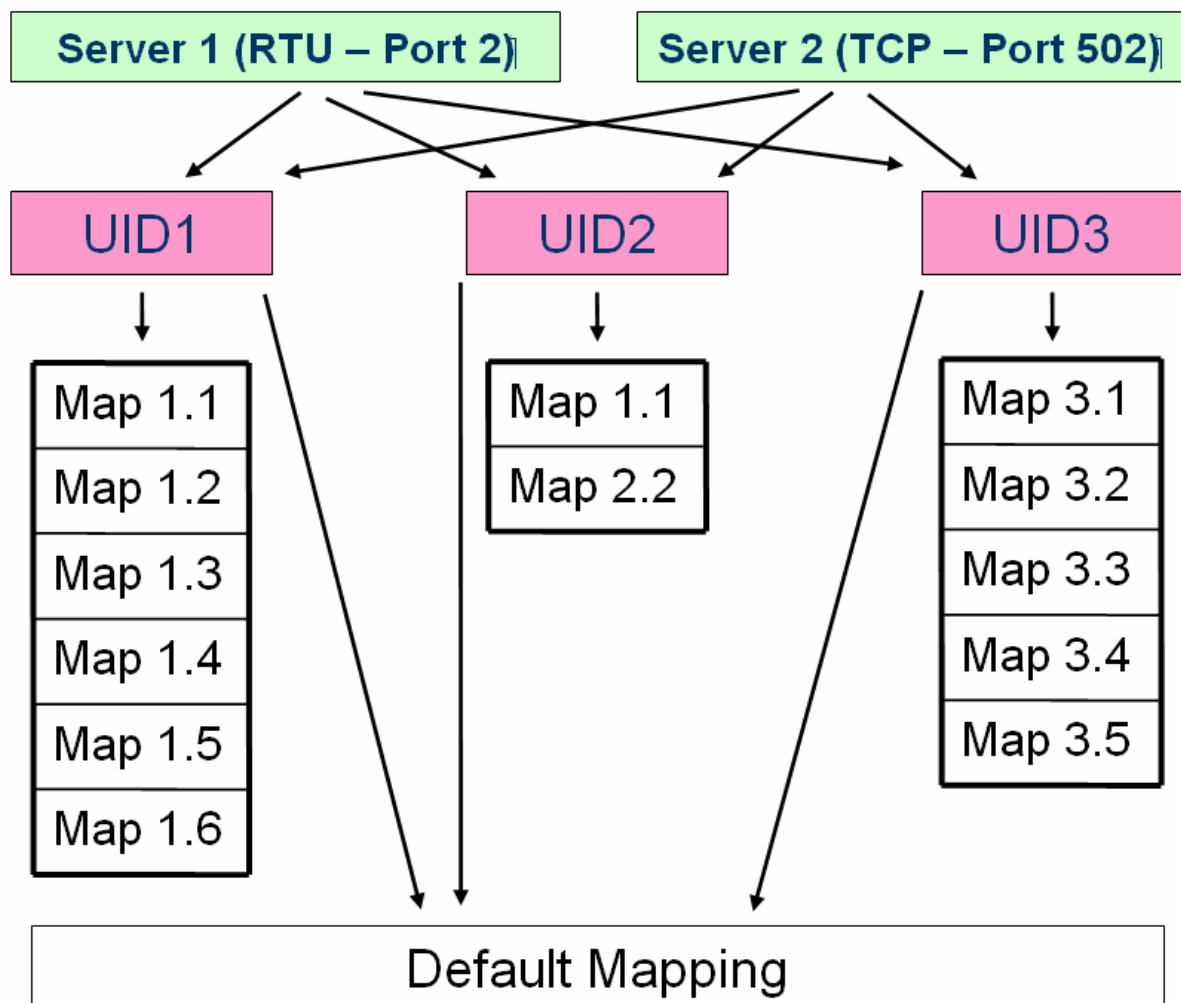 Server 1 (RTU – Port 2)
Server 2 (TCP – Port 502)
UID1
UID2
UID3
Map 1.1
Map 1.2
Map 1.3
Map 1.4
Map 1.5
Map 1.6
Map 1.1
Map 2.2
Map 3.1
Map 3.2
Map 3.3
Map 3.4
Map 3.5
Default Mapping